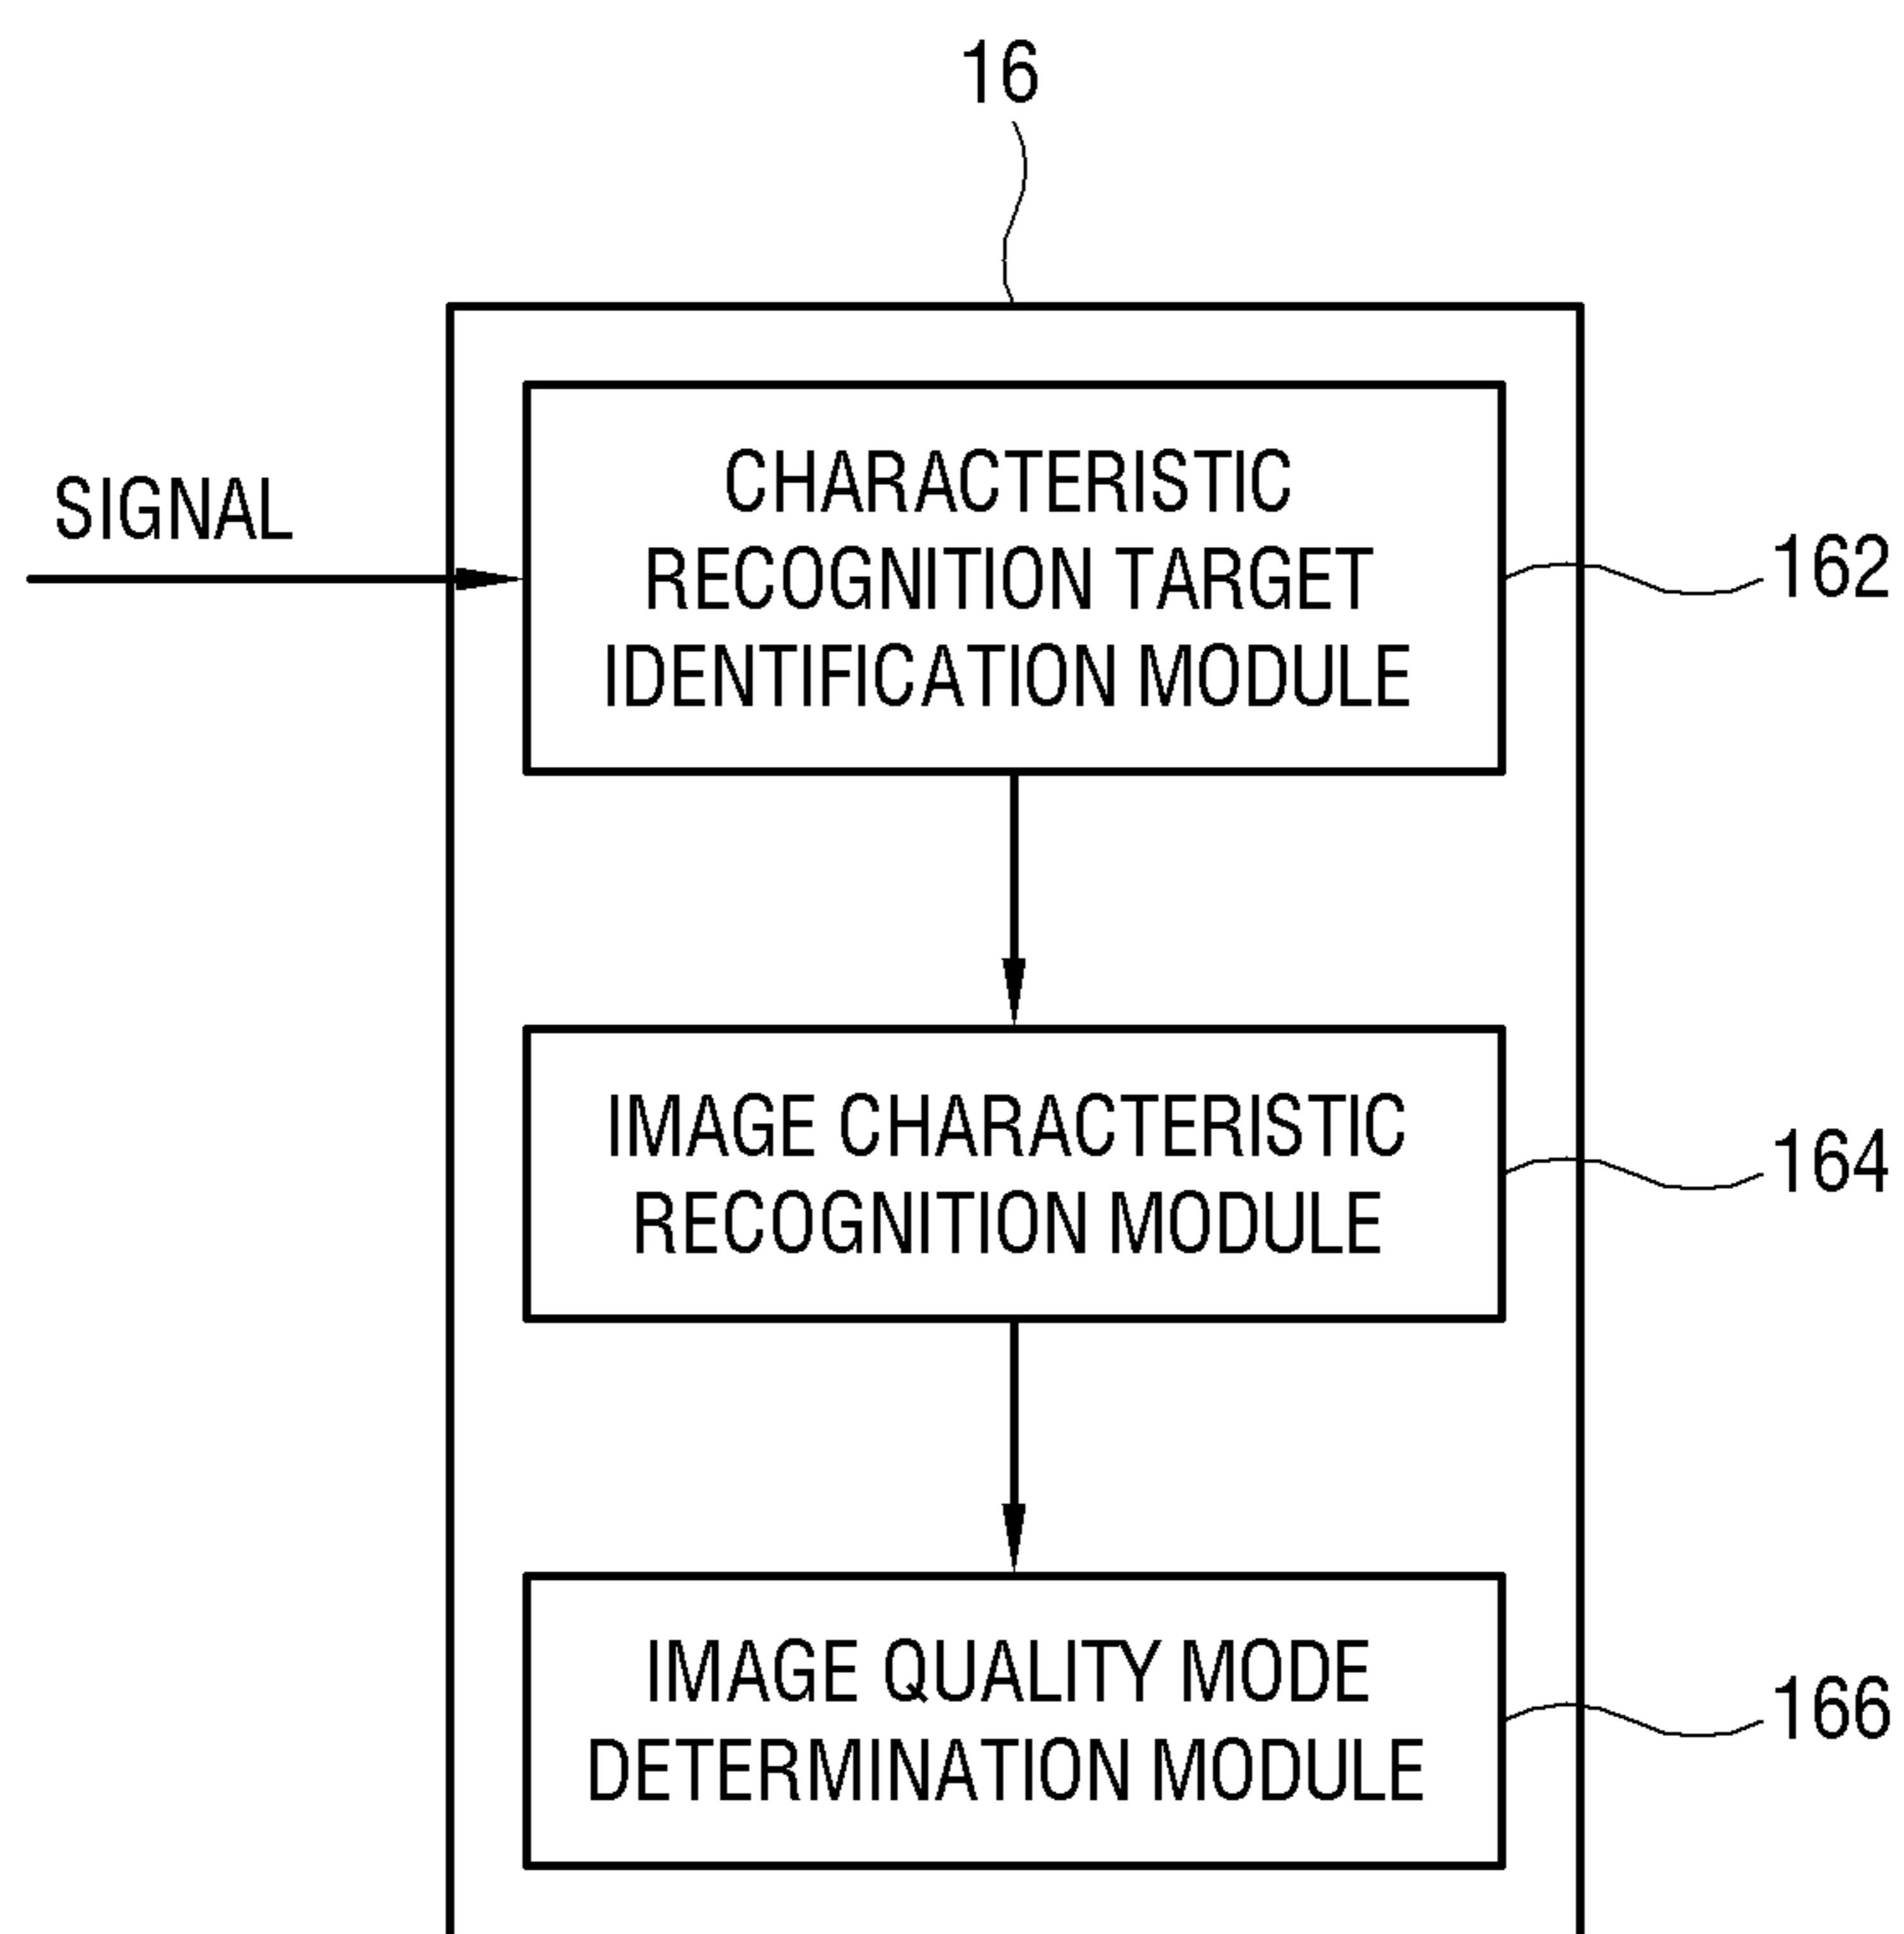 16
SIGNAL
CHARACTERISTIC
RECOGNITION TARGET
IDENTIFICATION MODULE
162
IMAGE CHARACTERISTIC
RECOGNITION MODULE
164
IMAGE QUALITY MODE
DETERMINATION MODULE
166